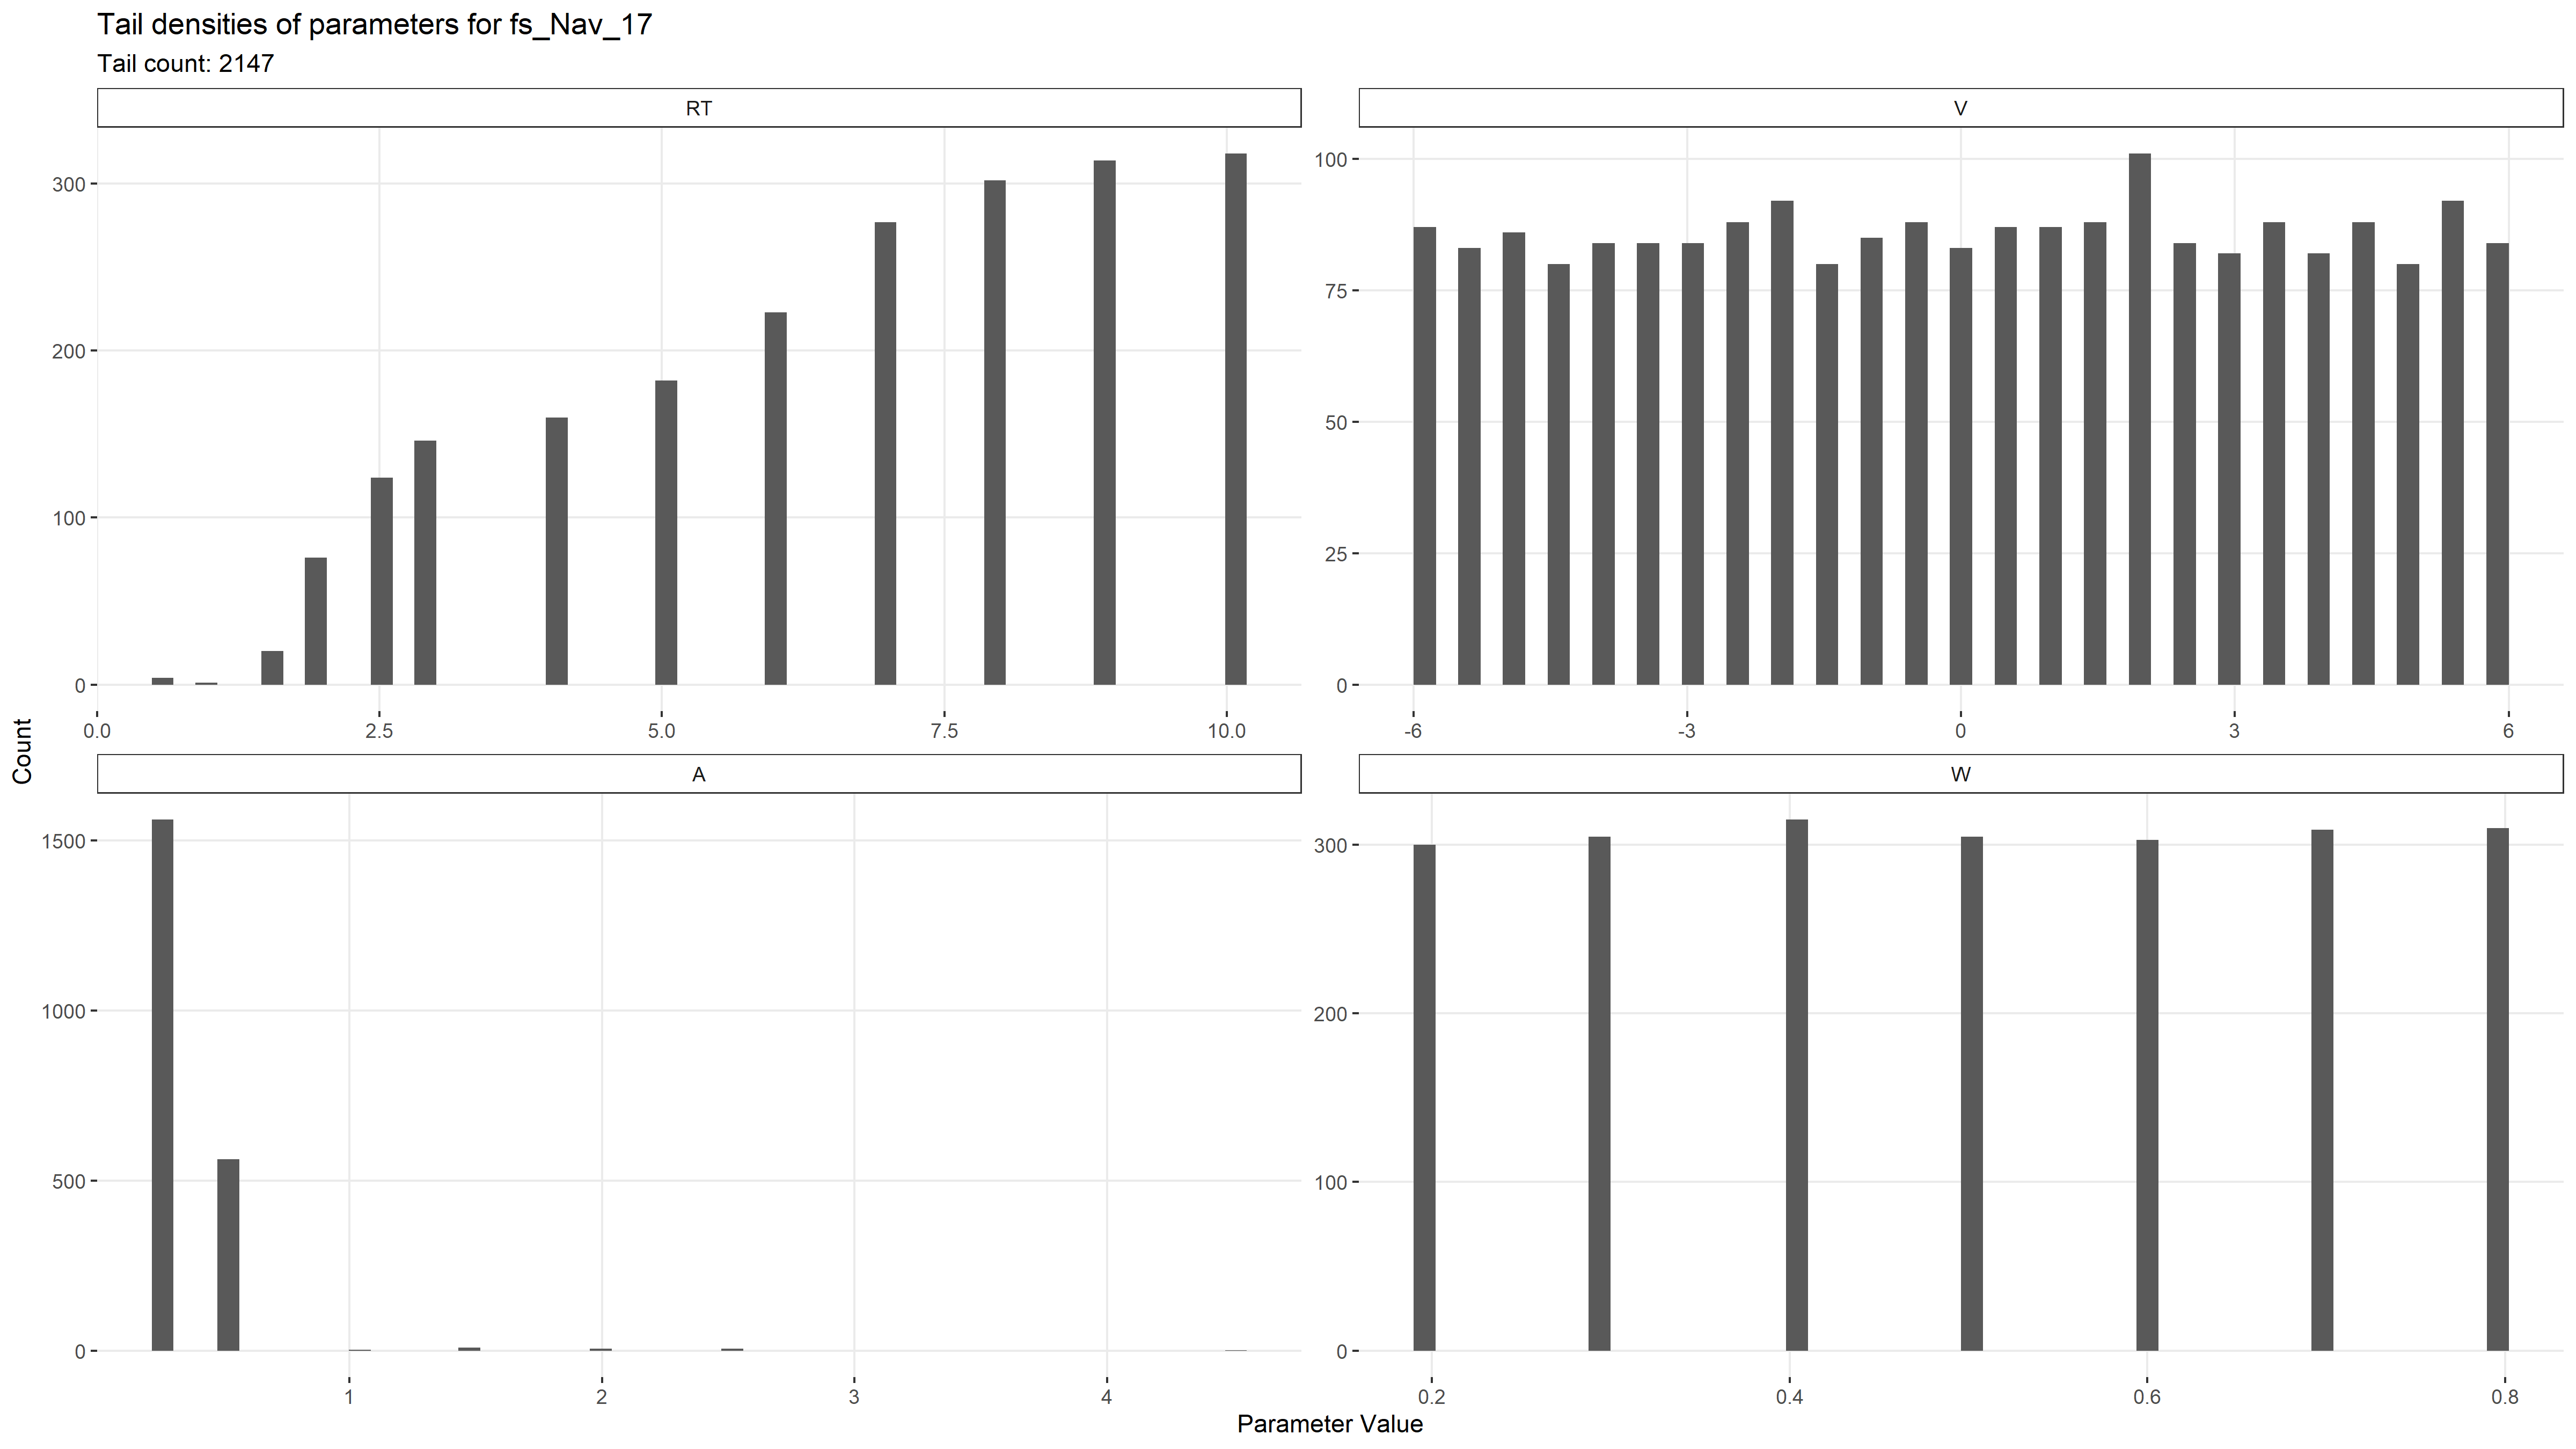 Tail densities of parameters for fs_Nav_17
Tail count: 2147
RT
V
300
200
100
0
0.0 2.5 5.0 7.5 10.0
100
75
50
25
0
-6 -3 0 3 6
Count
A
W
1500
1000
500
0
1 2 3 4
300
200
100
0
0.2 0.4 0.6 0.8
Parameter Value